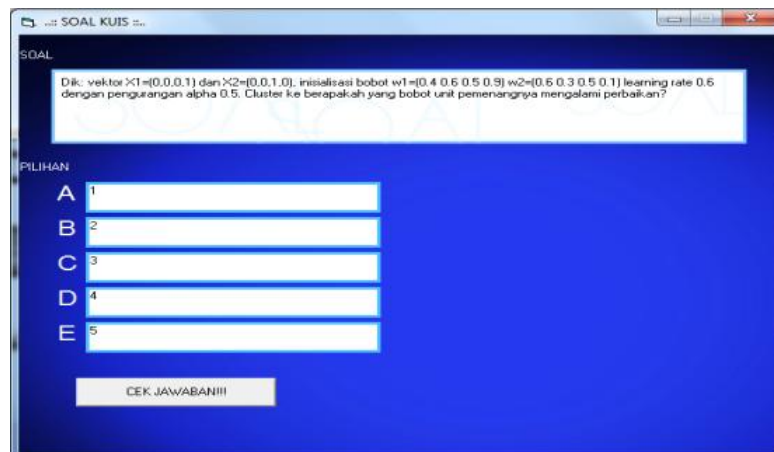 ..:: SOAL KUIS ::..
SOAL
Dik: vektor X1=(0,0,0,1) dan X2=(0,0,1,0), inisialisasi bobot w1=(0.4 0.6 0.5 0.9) w2=(0.6 0.3 0.5 0.1) learning rate 0.6
dengan pengurangan alpha 0.5. Cluster ke berapakah yang bobot unit pemenangnya mengalami perbaikan?
PILIHAN
A 1
B 2
C 3
D 4
E 5
CEK JAWABAN!!!